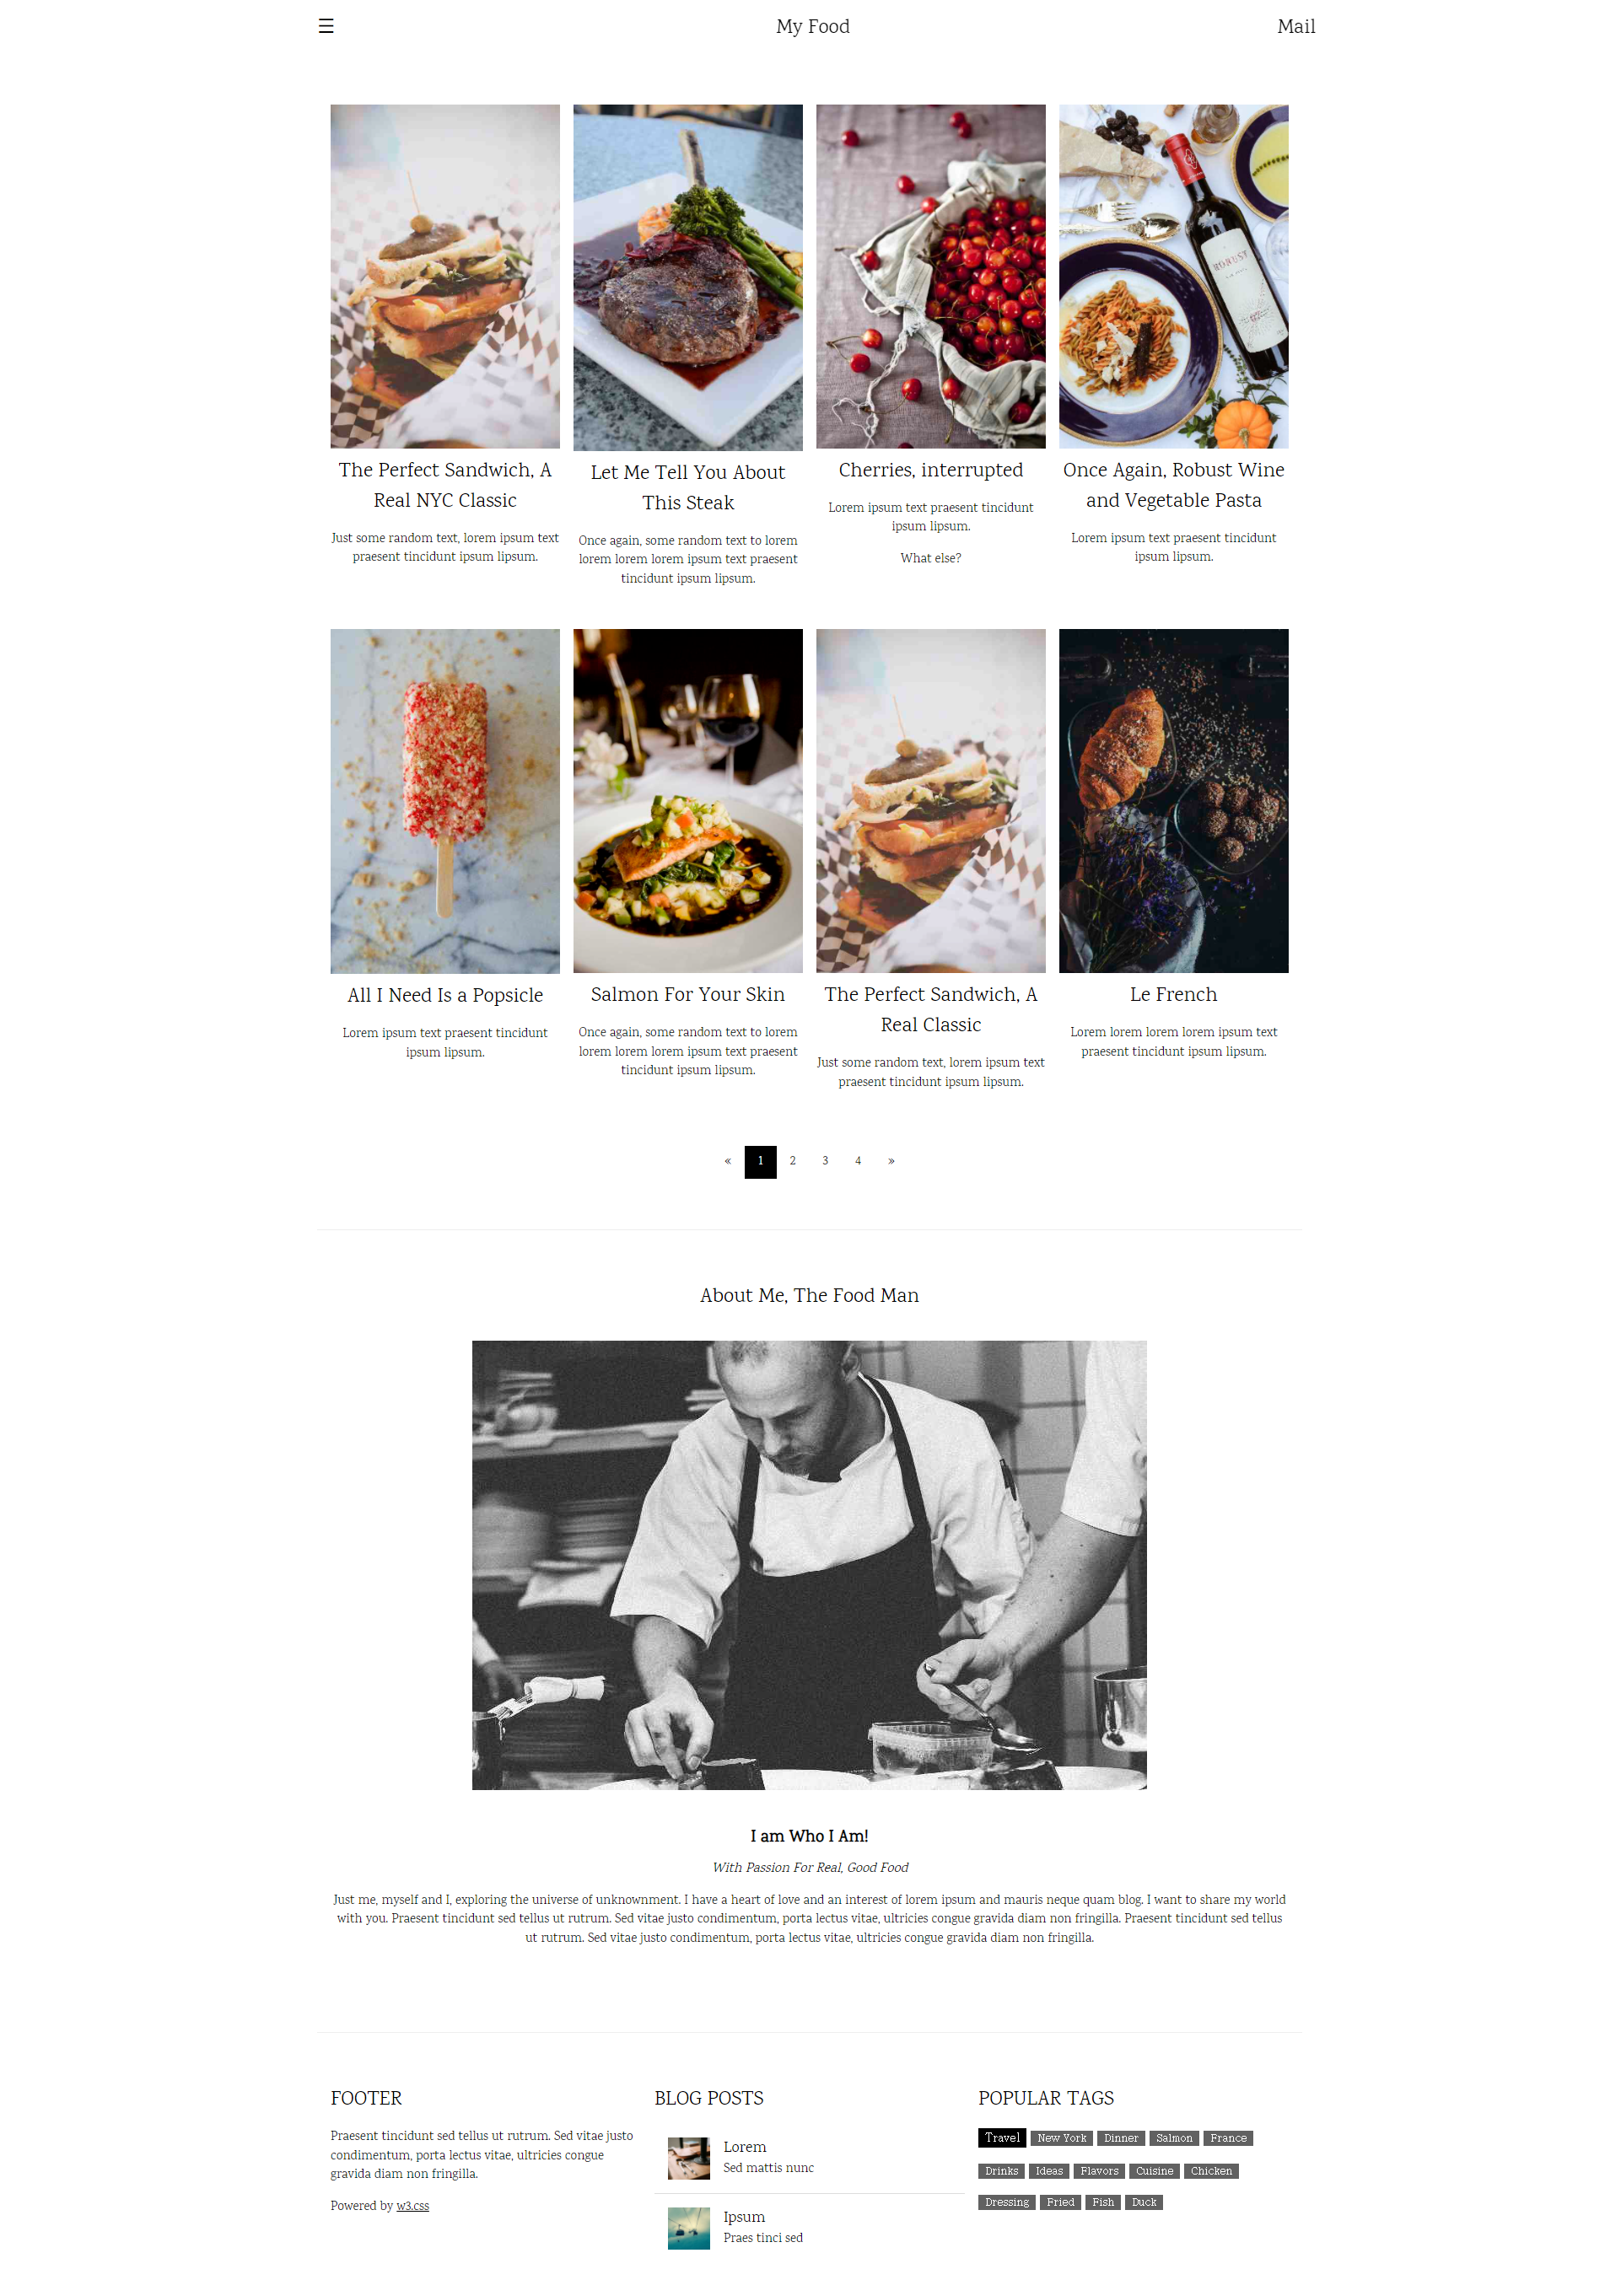 ☰ My Food Mail
The Perfect Sandwich, A
Real NYC Classic
Just some random text, lorem ipsum text
praesent tincidunt ipsum lipsum.
Let Me Tell You About
This Steak
Once again, some random text to lorem
lorem lorem lorem ipsum text praesent
tincidunt ipsum lipsum.
Cherries, interrupted
Lorem ipsum text praesent tincidunt
ipsum lipsum.
What else?
ROBUST
Once Again, Robust Wine
and Vegetable Pasta
Lorem ipsum text praesent tincidunt
ipsum lipsum.
All I Need Is a Popsicle
Lorem ipsum text praesent tincidunt
ipsum lipsum.
Salmon For Your Skin
Once again, some random text to lorem
lorem lorem lorem ipsum text praesent
tincidunt ipsum lipsum.
The Perfect Sandwich, A
Real Classic
Just some random text, lorem ipsum text
praesent tincidunt ipsum lipsum.
Le French
Lorem lorem lorem lorem ipsum text
praesent tincidunt ipsum lipsum.
« 1 2 3 4 »
About Me, The Food Man
I am Who I Am!
With Passion For Real, Good Food
Just me, myself and I, exploring the universe of unknownment. I have a heart of love and an interest of lorem ipsum and mauris neque quam blog. I want to share my world
with you. Praesent tincidunt sed tellus ut rutrum. Sed vitae justo condimentum, porta lectus vitae, ultricies congue gravida diam non fringilla. Praesent tincidunt sed tellus
ut rutrum. Sed vitae justo condimentum, porta lectus vitae, ultricies congue gravida diam non fringilla.
FOOTER
Praesent tincidunt sed tellus ut rutrum. Sed vitae justo
condimentum, porta lectus vitae, ultricies congue
gravida diam non fringilla.
Powered by w3.css
BLOG POSTS
Lorem
Sed mattis nunc
Ipsum
Praes tinci sed
POPULAR TAGS
Travel New York Dinner Salmon France
Drinks Ideas Flavors Cuisine Chicken
Dressing Fried Fish Duck